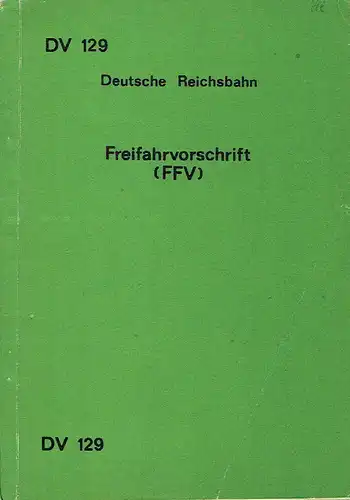 DV 129
Deutsche Reichsbahn
Freifahrvorschrift
(FFV)
DV 129